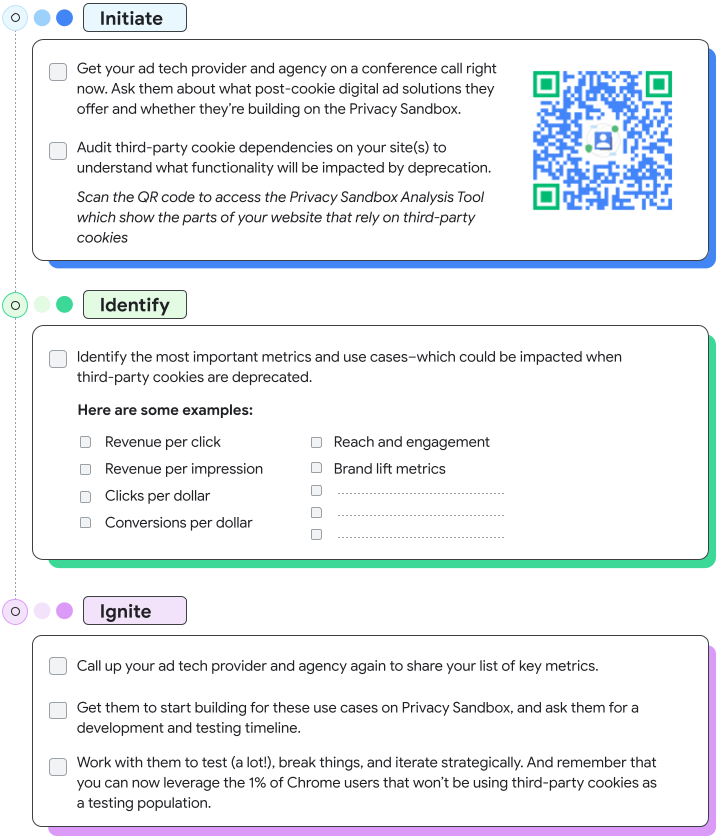 Initiate
Get your ad tech provider and agency on a conference call right
now. Ask them about what post-cookie digital ad solutions they
offer and whether they’re building on the Privacy Sandbox.
Audit third-party cookie dependencies on your site(s) to
understand what functionality will be impacted by deprecation.
Scan the QR code to access the Privacy Sandbox Analysis Tool
which show the parts of your website that rely on third-party
cookies
Identify
Identify the most important metrics and use cases–which could be impacted when
third-party cookies are deprecated.
Here are some examples:
Revenue per click
Revenue per impression
Clicks per dollar
Conversions per dollar
Reach and engagement
Brand lift metrics
Ignite
Call up your ad tech provider and agency again to share your list of key metrics.
Get them to start building for these use cases on Privacy Sandbox, and ask them for a
development and testing timeline.
Work with them to test (a lot!), break things, and iterate strategically. And remember that
you can now leverage the 1% of Chrome users that won’t be using third-party cookies as
a testing population.